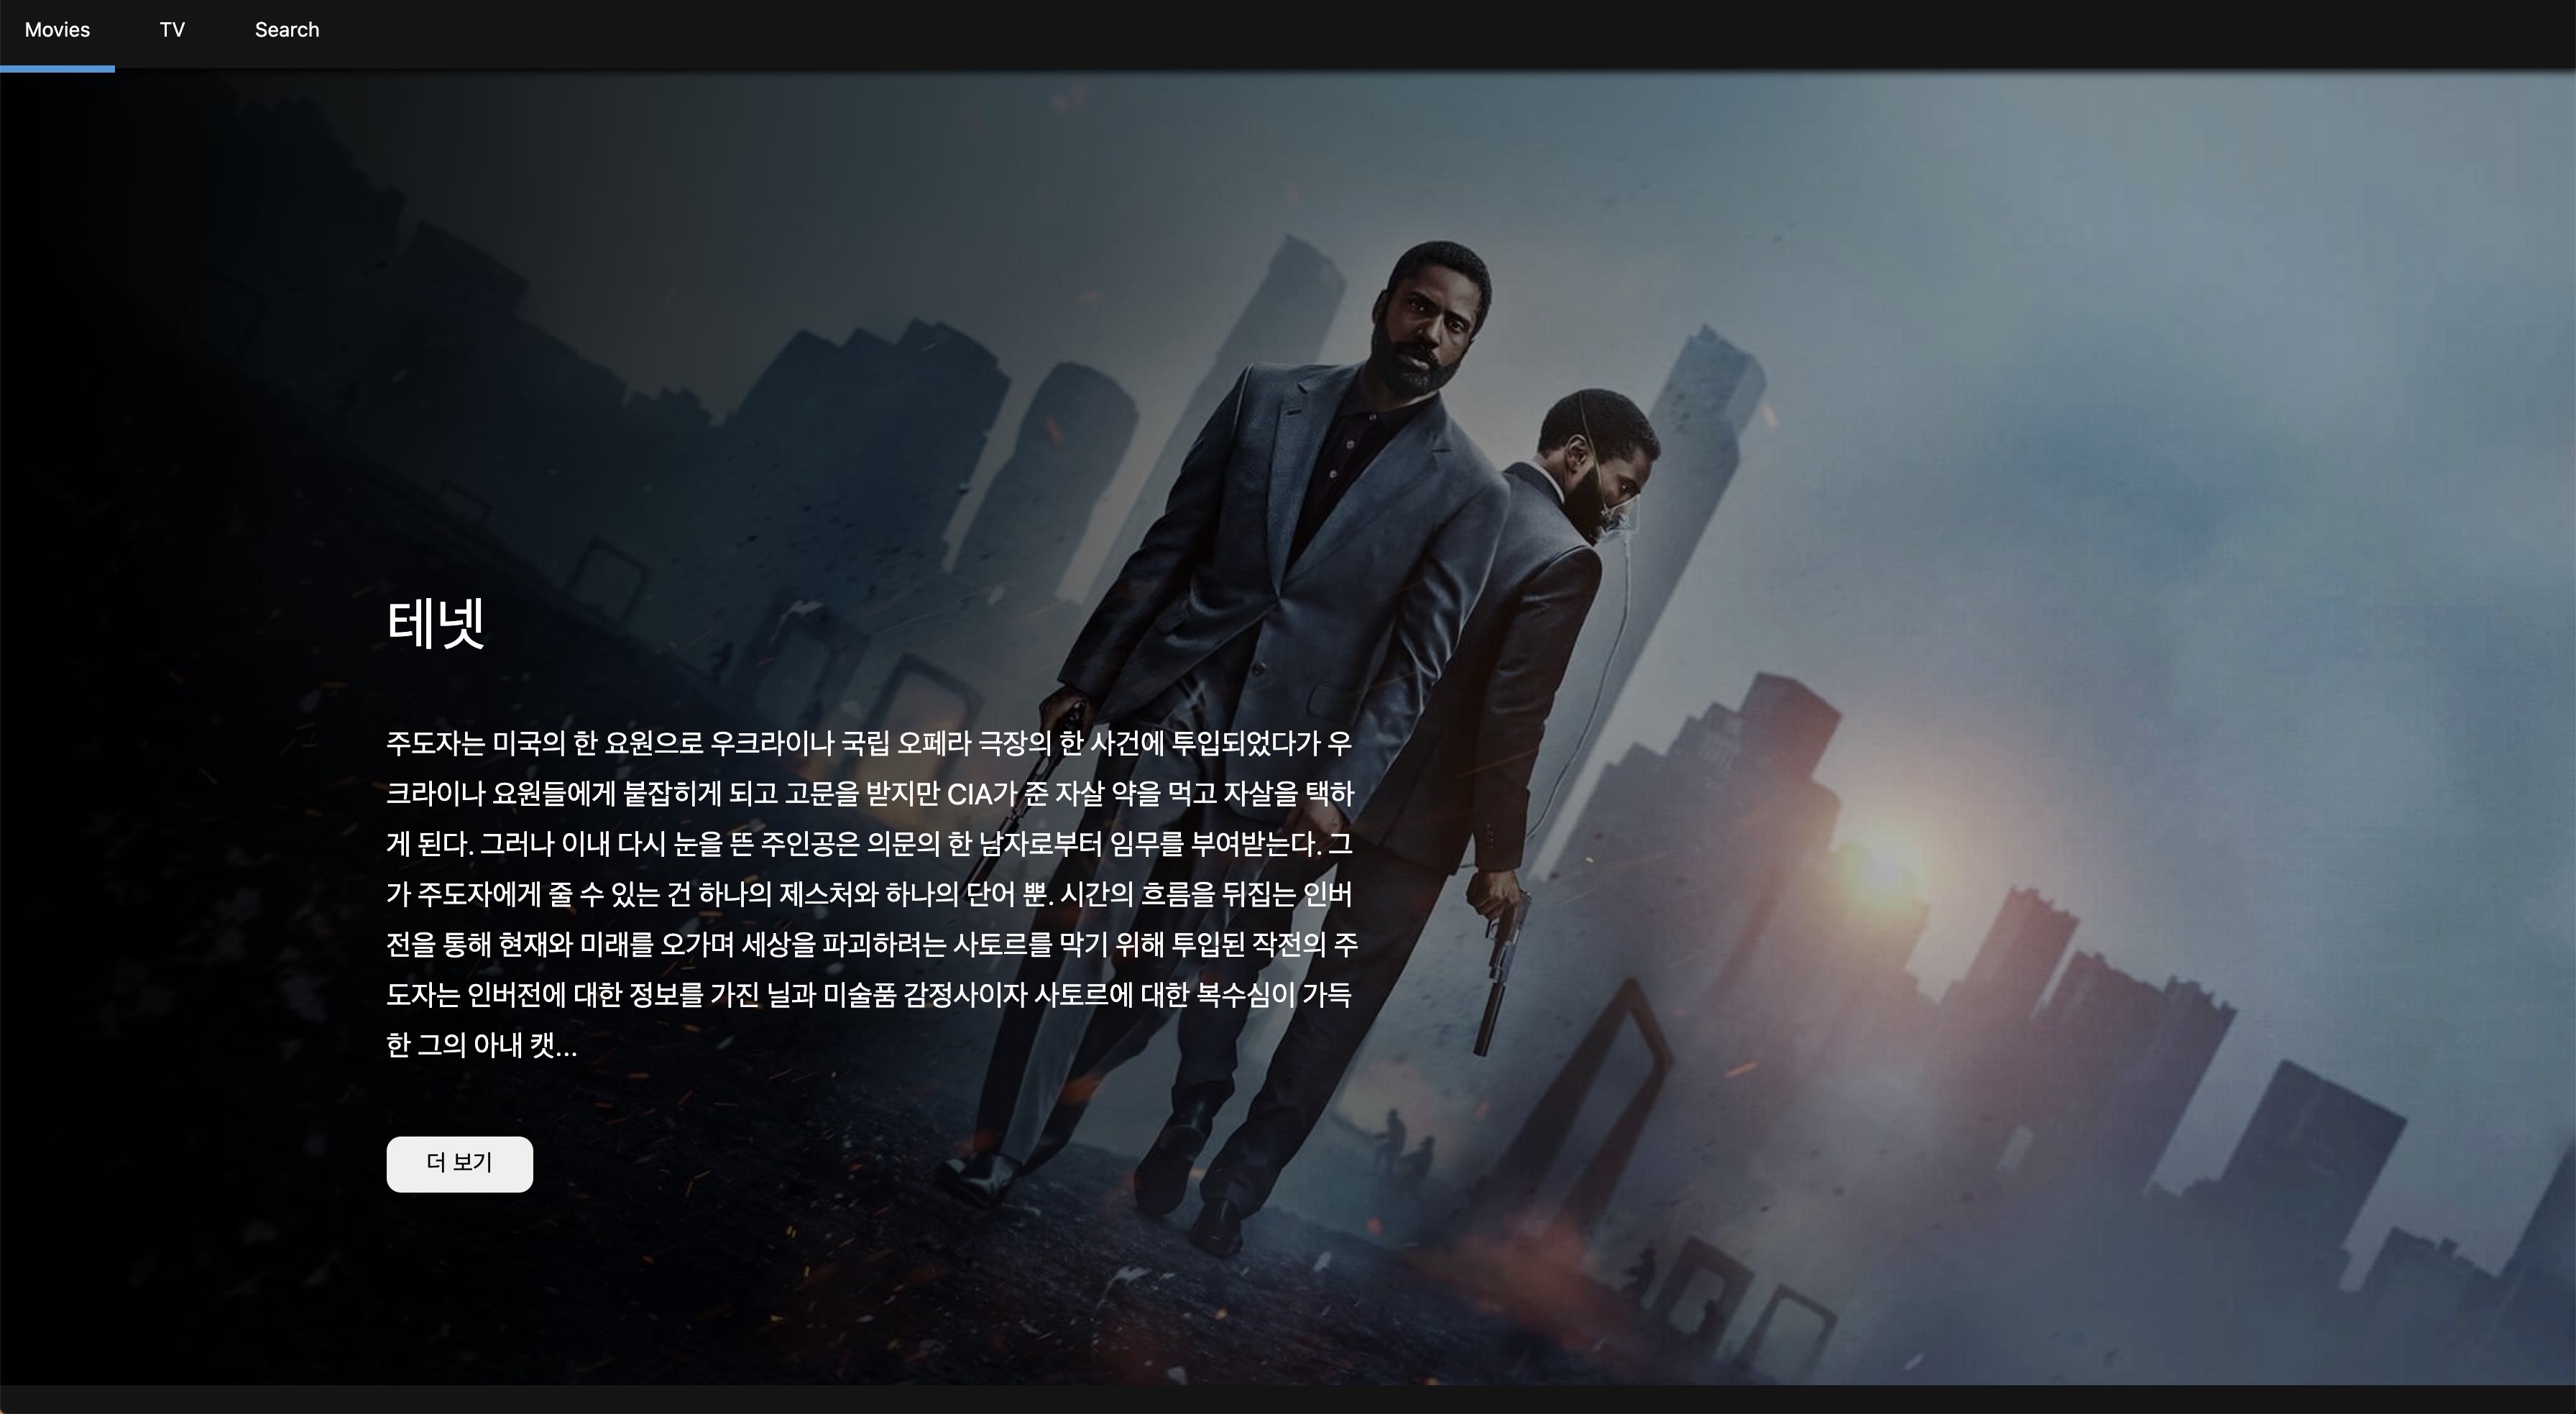 Movies
TV
Search
테넷
주도자는 미국의 한 요원으로 우크라이나 국립 오페라 극장의 한 사건에 투입되었다가 우
크라이나 요원들에게 붙잡히게 되고 고문을 받지만 CIA가 준 자살 약을 먹고 자살을 택하
게 된다. 그러나 이내 다시 눈을 뜬 주인공은 의문의 한 남자로부터 임무를 부여받는다. 그
가 주도자에게 줄 수 있는 건 하나의 제스처와 하나의 단어 뿐. 시간의 흐름을 뒤집는 인버
전을 통해 현재와 미래를 오가며 세상을 파괴하려는 사토르를 막기 위해 투입된 작전의 주
도자는 인버전에 대한 정보를 가진 닐과 미술품 감정사이자 사토르에 대한 복수심이 가득
한 그의 아내 캣...
더 보기